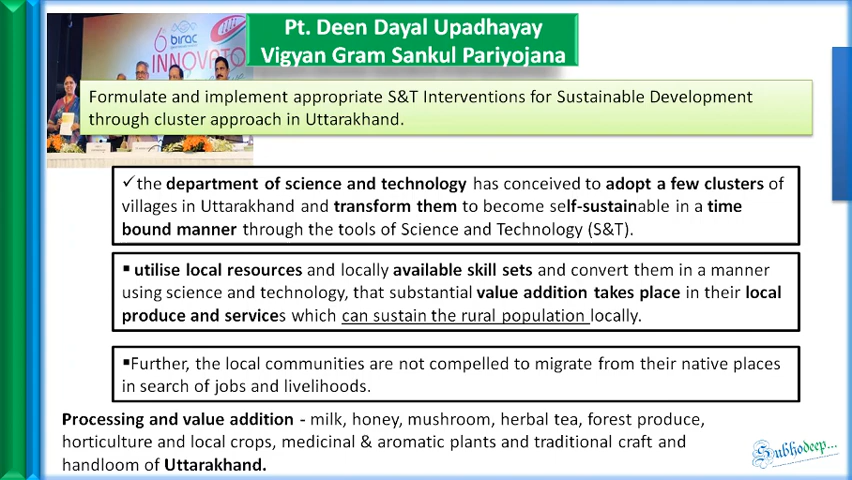 Pt. Deen Dayal Upadhayay
Vigyan Gram Sankul Pariyojana
6
birac
INNOVATO
Formulate and implement appropriate S&T Interventions for Sustainable Development
through cluster approach in Uttarakhand.
✓the department of science and technology has conceived to adopt a few clusters of
villages in Uttarakhand and transform them to become self-sustainable in a time
bound manner through the tools of Science and Technology (S&T).
▪ utilise local resources and locally available skill sets and convert them in a manner
using science and technology, that substantial value addition takes place in their local
produce and services which can sustain the rural population locally.
▪Further, the local communities are not compelled to migrate from their native places
in search of jobs and livelihoods.
Processing and value addition - milk, honey, mushroom, herbal tea, forest produce,
horticulture and local crops, medicinal & aromatic plants and traditional craft and
handloom of Uttarakhand.
Subhodeep...